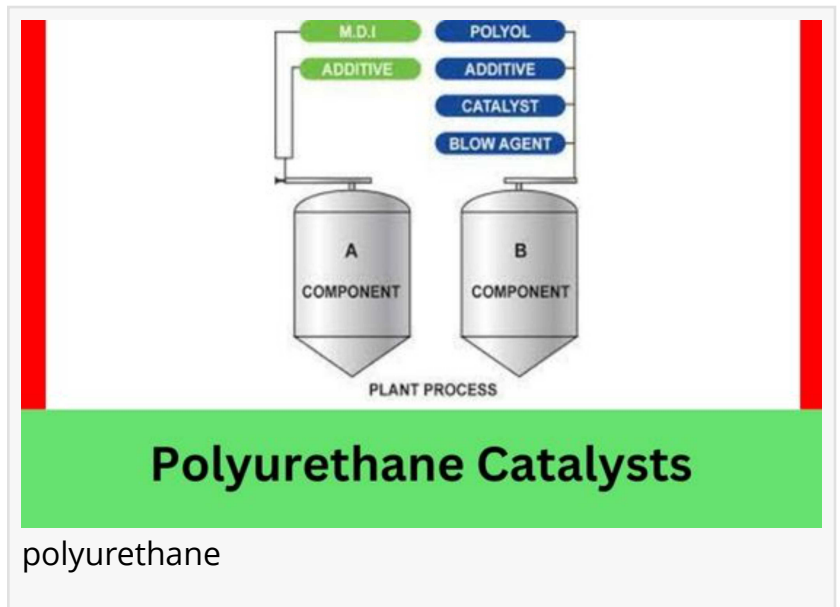 M.D.I
ADDITIVE
POLYOL
ADDITIVE
CATALYST
BLOW AGENT
A
COMPONENT
B
COMPONENT
PLANT PROCESS
Polyurethane Catalysts
polyurethane